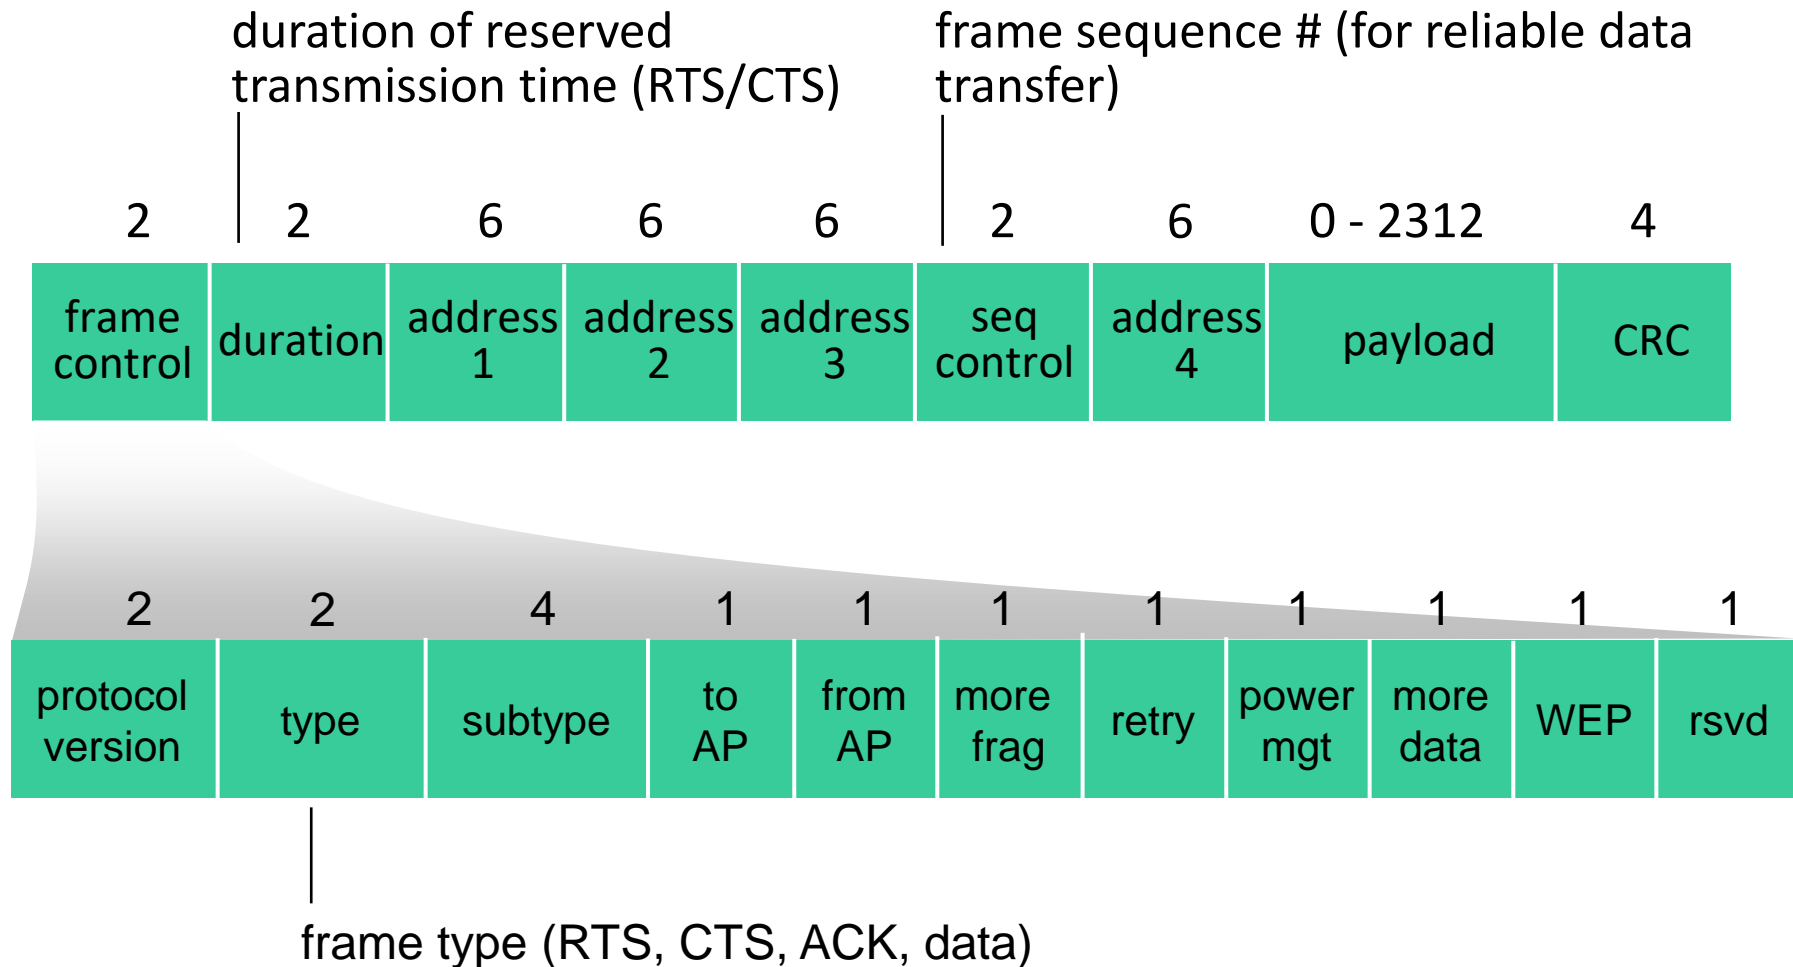 duration of reserved
transmission time (RTS/CTS)
frame sequence # (for reliable data
transfer)
2 2 6 6 6 2 6 0 - 2312 4
frame
control
duration
address
1
address
2
address
3
seq
control
address
4
payload
CRC
2 2 4 1 1 1 1 1 1 1 1
protocol
version
type
subtype
to
AP
from
AP
more
frag
retry
power
mgt
more
data
WEP
rsvd
frame type (RTS, CTS, ACK, data)